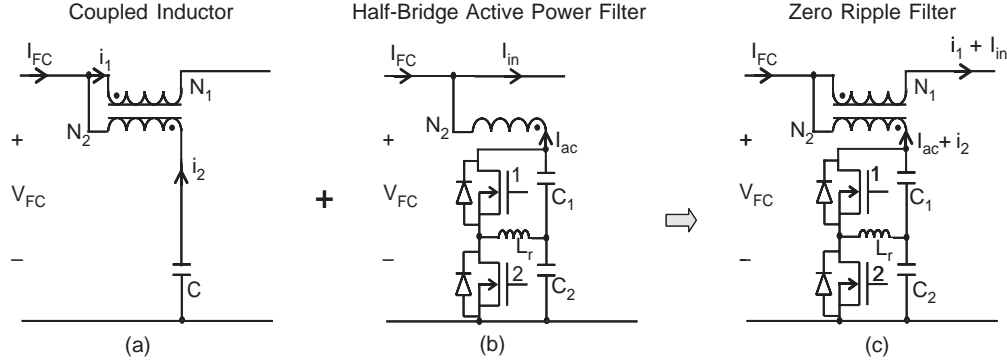 Coupled Inductor
Half-Bridge Active Power Filter
Zero Ripple Filter
I_FC
i_1
N_1
N_2
i_2
+
V_FC
–
C
(a)
+
I_FC
I_in
N_2
I_ac
+
V_FC
–
1
C_1
L_r
2
C_2
(b)
I_FC
i_1 + I_in
N_1
N_2
I_ac + i_2
+
V_FC
–
1
C_1
L_r
2
C_2
(c)